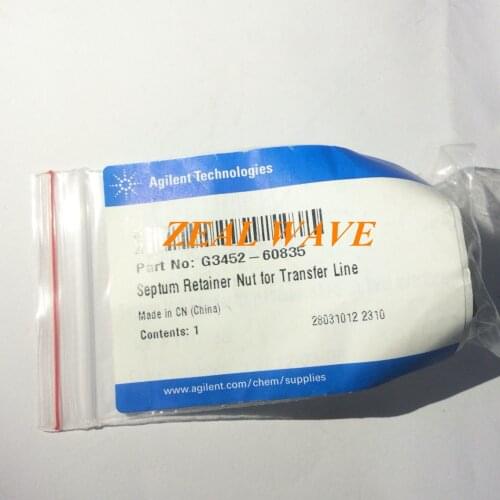 Agilent Technologies
ZEAL WAVE
Part No: G3452-60835
Septum Retainer Nut for Transfer Line
Made in CN (China)
28031012 2310
Contents: 1
www.agilent.com/chem/supplies